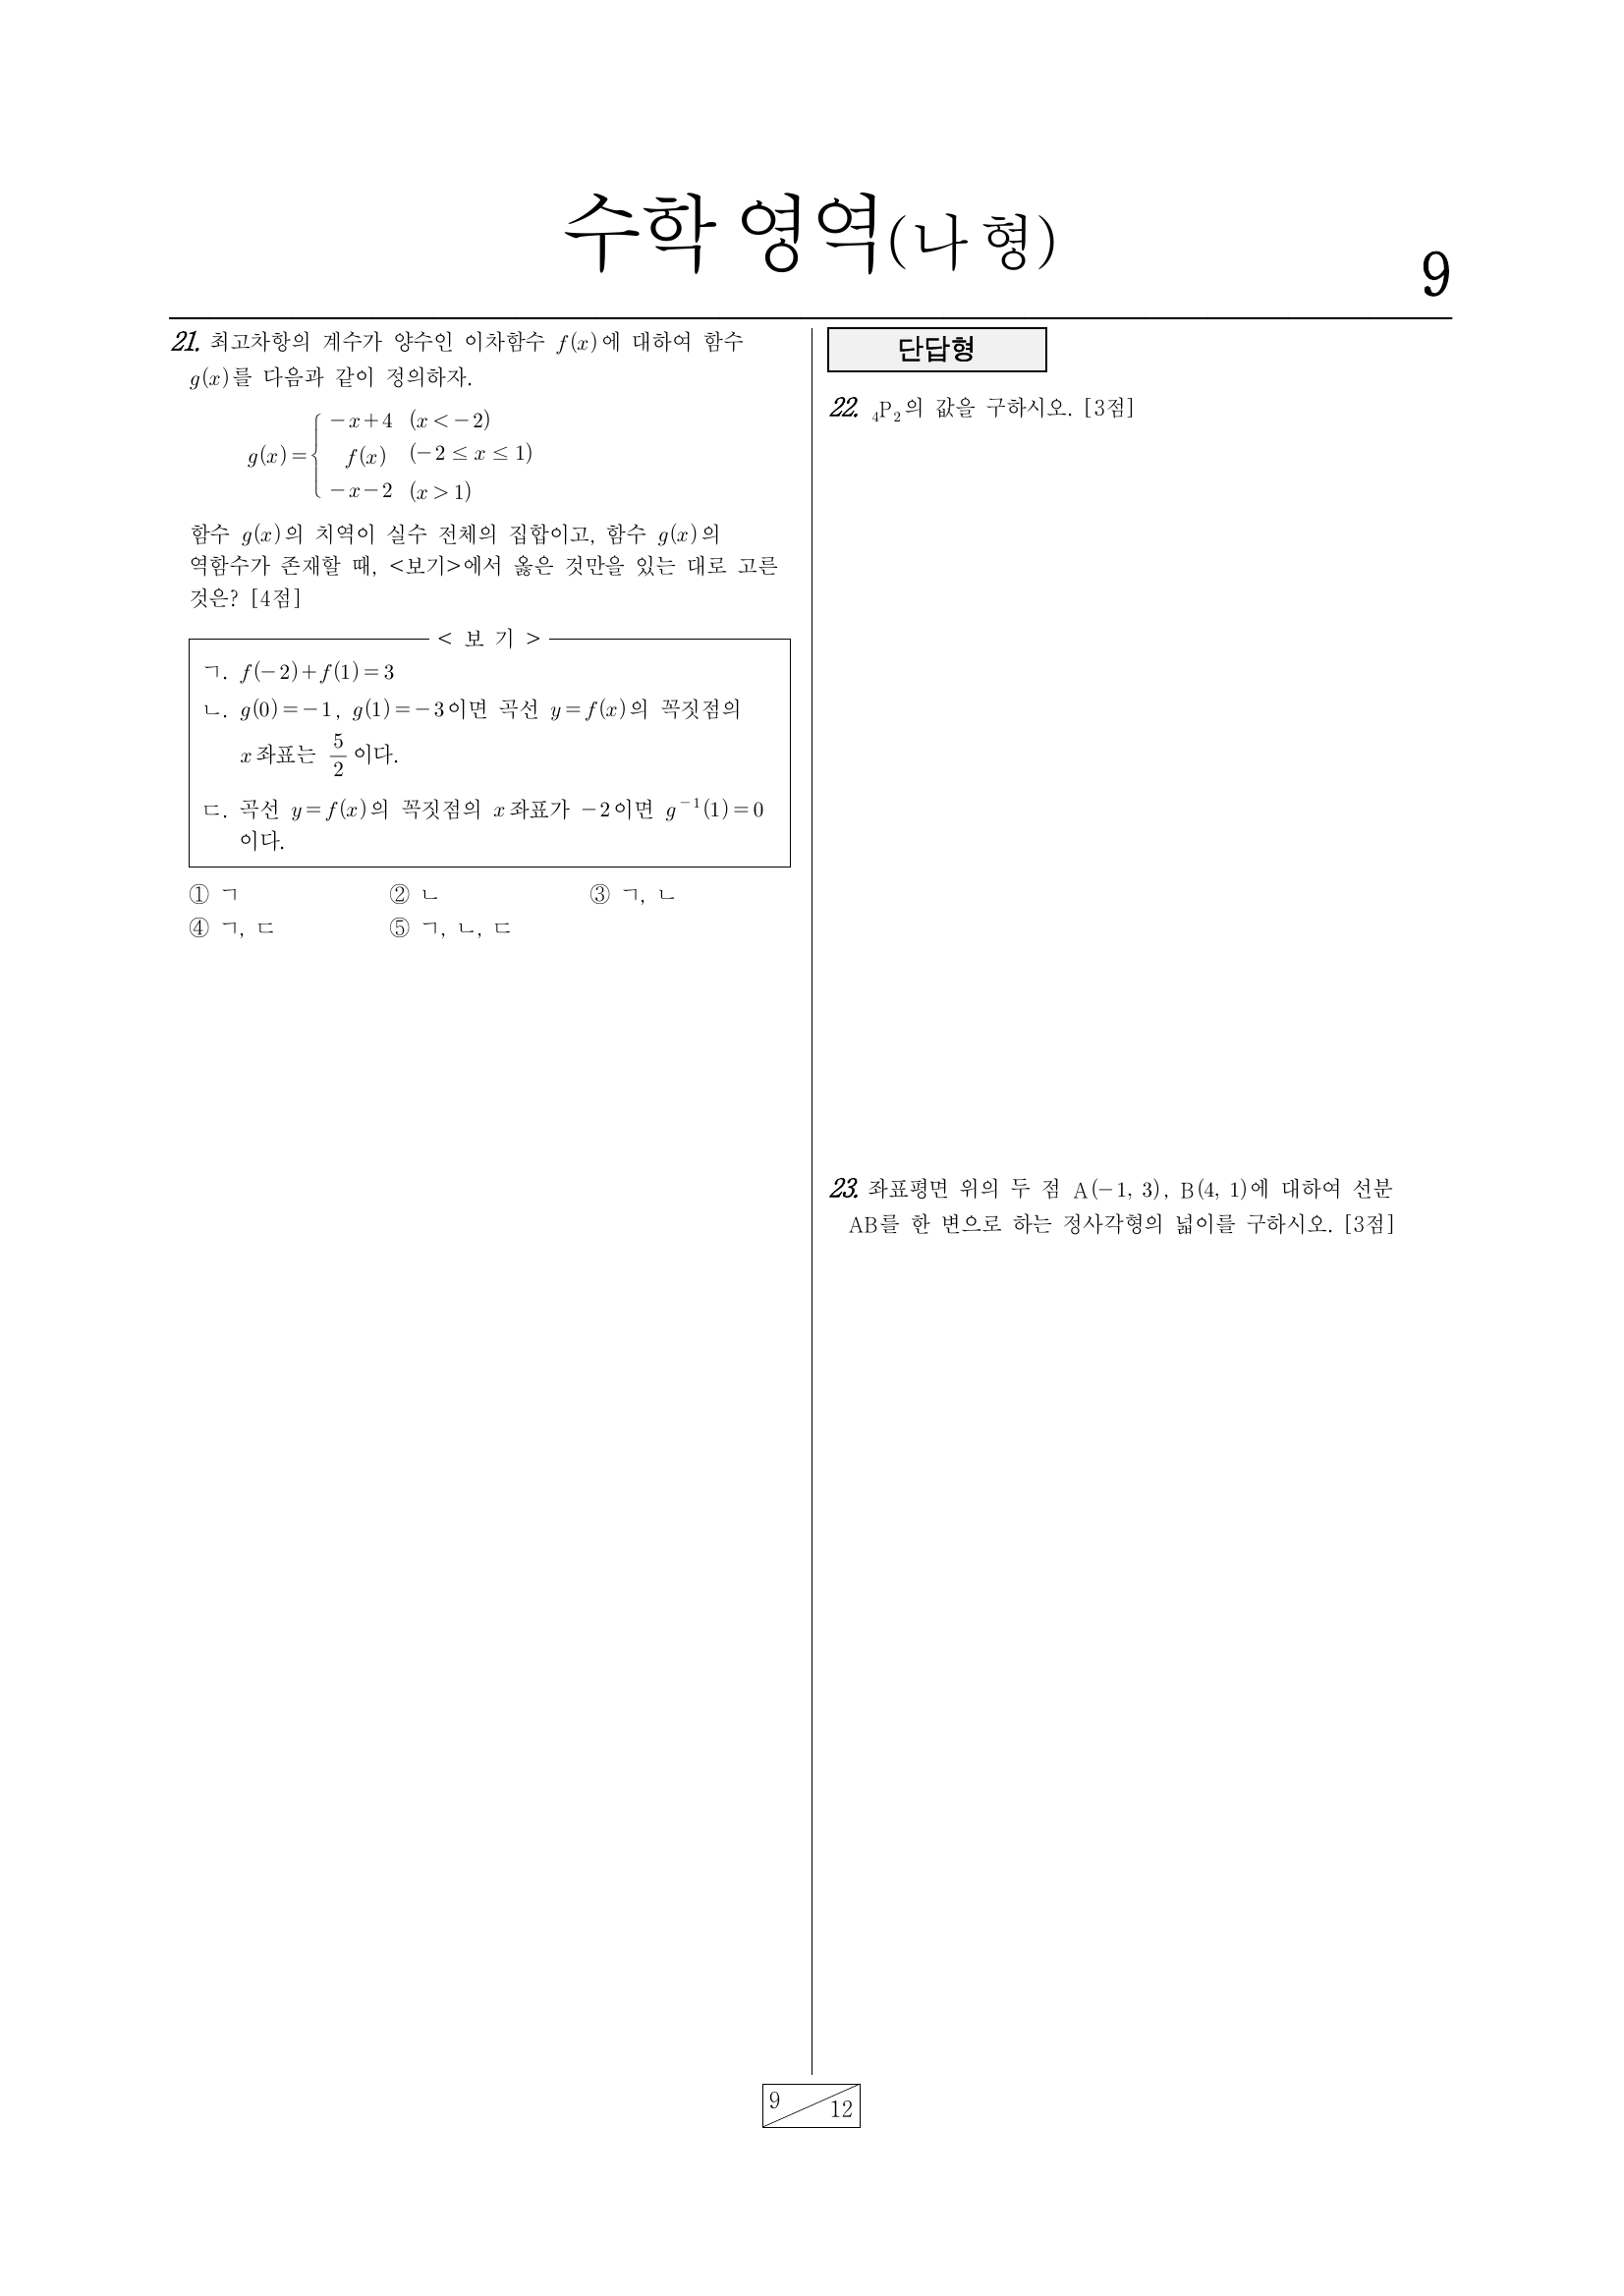 수학 영역(나 형)
9
21. 최고차항의 계수가 양수인 이차함수 f(x)에 대하여 함수
g(x)를 다음과 같이 정의하자.
g(x)={ -x+4 (x<-2)
f(x) (-2≤x≤1)
-x-2 (x>1)
함수 g(x)의 치역이 실수 전체의 집합이고, 함수 g(x)의
역함수가 존재할 때, <보기>에서 옳은 것만을 있는 대로 고른
것은? [4점]
< 보 기 >
ㄱ. f(-2)+f(1)=3
ㄴ. g(0)=-1, g(1)=-3이면 곡선 y=f(x)의 꼭짓점의
x좌표는 5/2이다.
ㄷ. 곡선 y=f(x)의 꼭짓점의 x좌표가 -2이면 g⁻¹(1)=0
이다.
① ㄱ ② ㄴ ③ ㄱ, ㄴ
④ ㄱ, ㄷ ⑤ ㄱ, ㄴ, ㄷ
단답형
22. ₄P₂의 값을 구하시오. [3점]
23. 좌표평면 위의 두 점 A(-1, 3), B(4, 1)에 대하여 선분
AB를 한 변으로 하는 정사각형의 넓이를 구하시오. [3점]
9
12